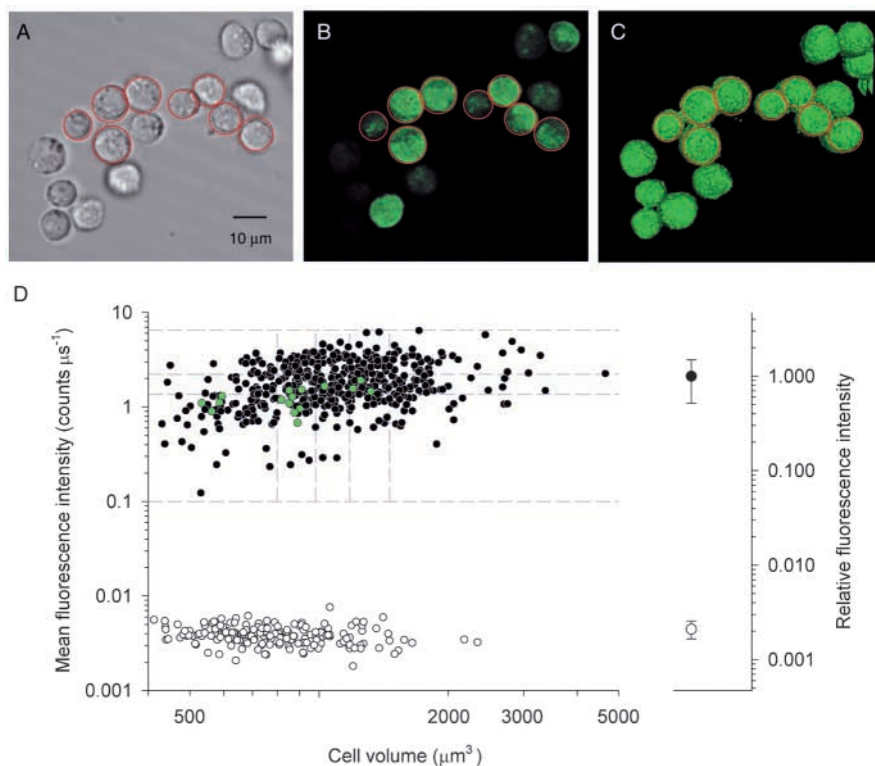 A
B
C
10 μm
D
Mean fluorescence intensity (counts μs⁻¹)
10
1
0.1
0.01
0.001
500
2000
3000
5000
Cell volume (μm³)
1.000
0.100
0.010
0.001
Relative fluorescence intensity